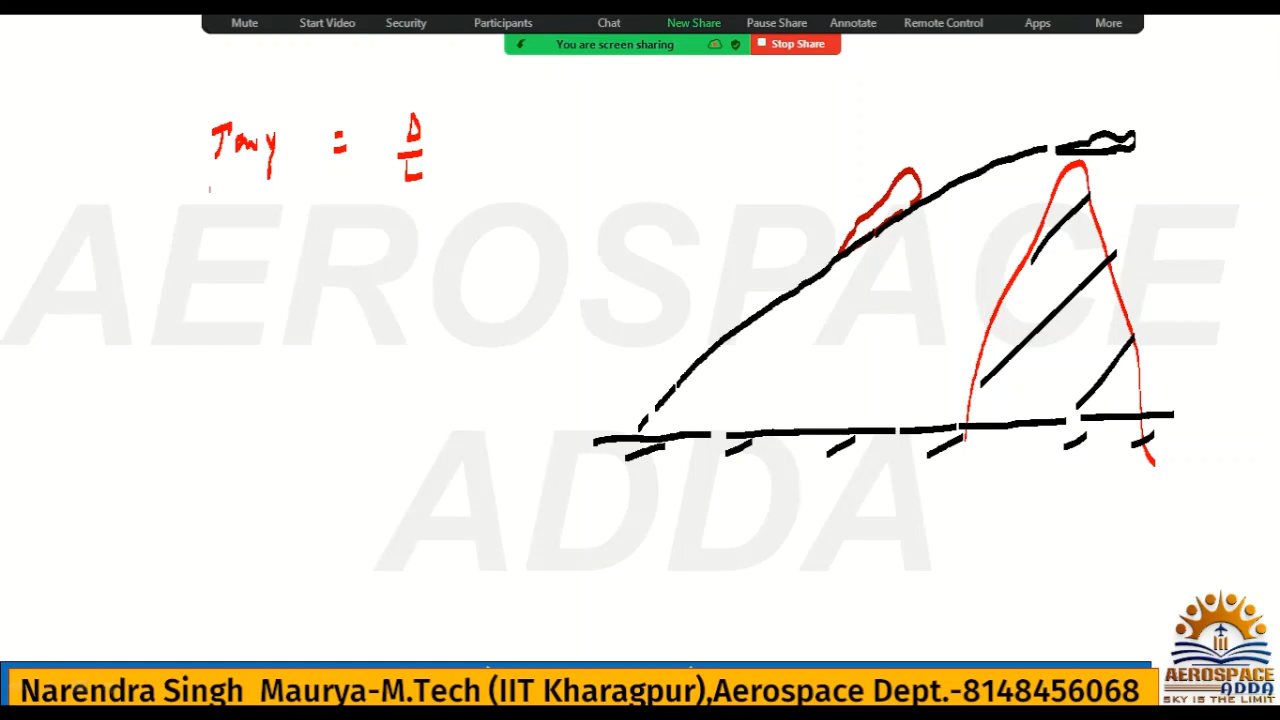 Mute Start Video Security Participants Chat New Share Pause Share Annotate Remote Control Apps More
You are screen sharing Stop Share
Tan γ = D/L
AEROSPACE
ADDA
Narendra Singh Maurya-M.Tech (IIT Kharagpur),Aerospace Dept.-8148456068
AEROSPACE
ADDA
SKY IS THE LIMIT